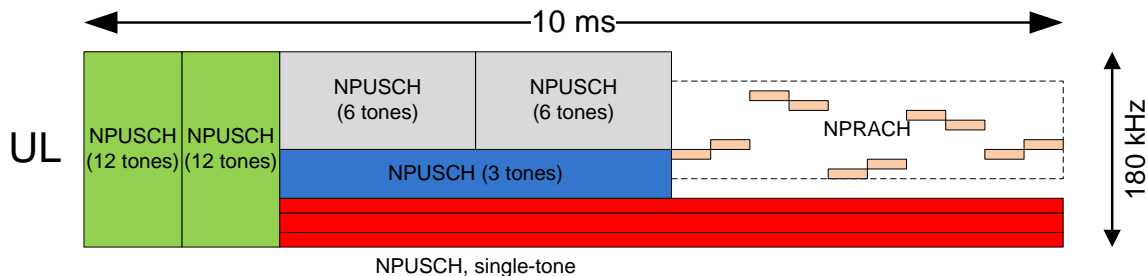 10 ms
UL
NPUSCH
(12 tones)
NPUSCH
(12 tones)
NPUSCH
(6 tones)
NPUSCH
(6 tones)
NPUSCH (3 tones)
NPRACH
180 kHz
NPUSCH, single-tone